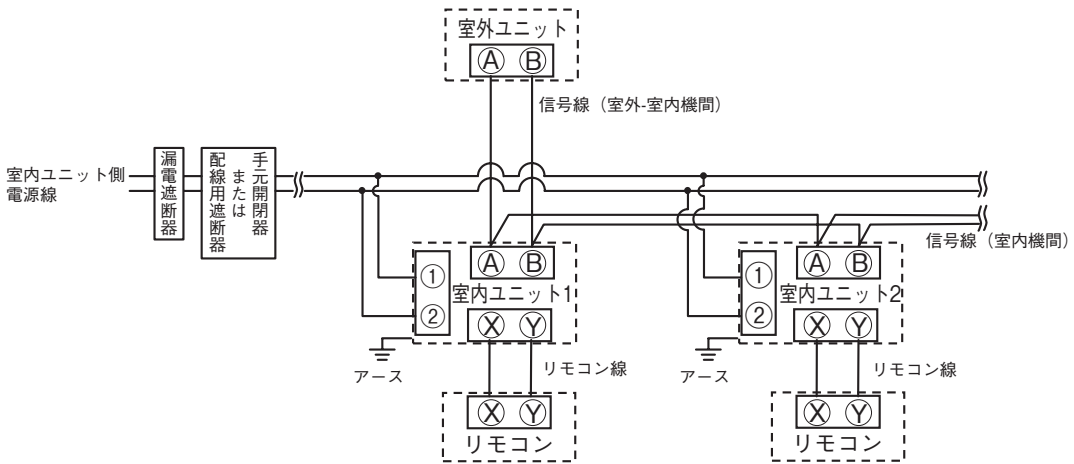 室外ユニット
A B
信号線（室外-室内機間）
室内ユニット側
電源線
漏電遮断器
手元開閉器
または
配線用遮断器
信号線（室内機間）
A B
室内ユニット1
1
2
X Y
アース
リモコン線
X Y
リモコン
A B
室内ユニット2
1
2
X Y
アース
リモコン線
X Y
リモコン